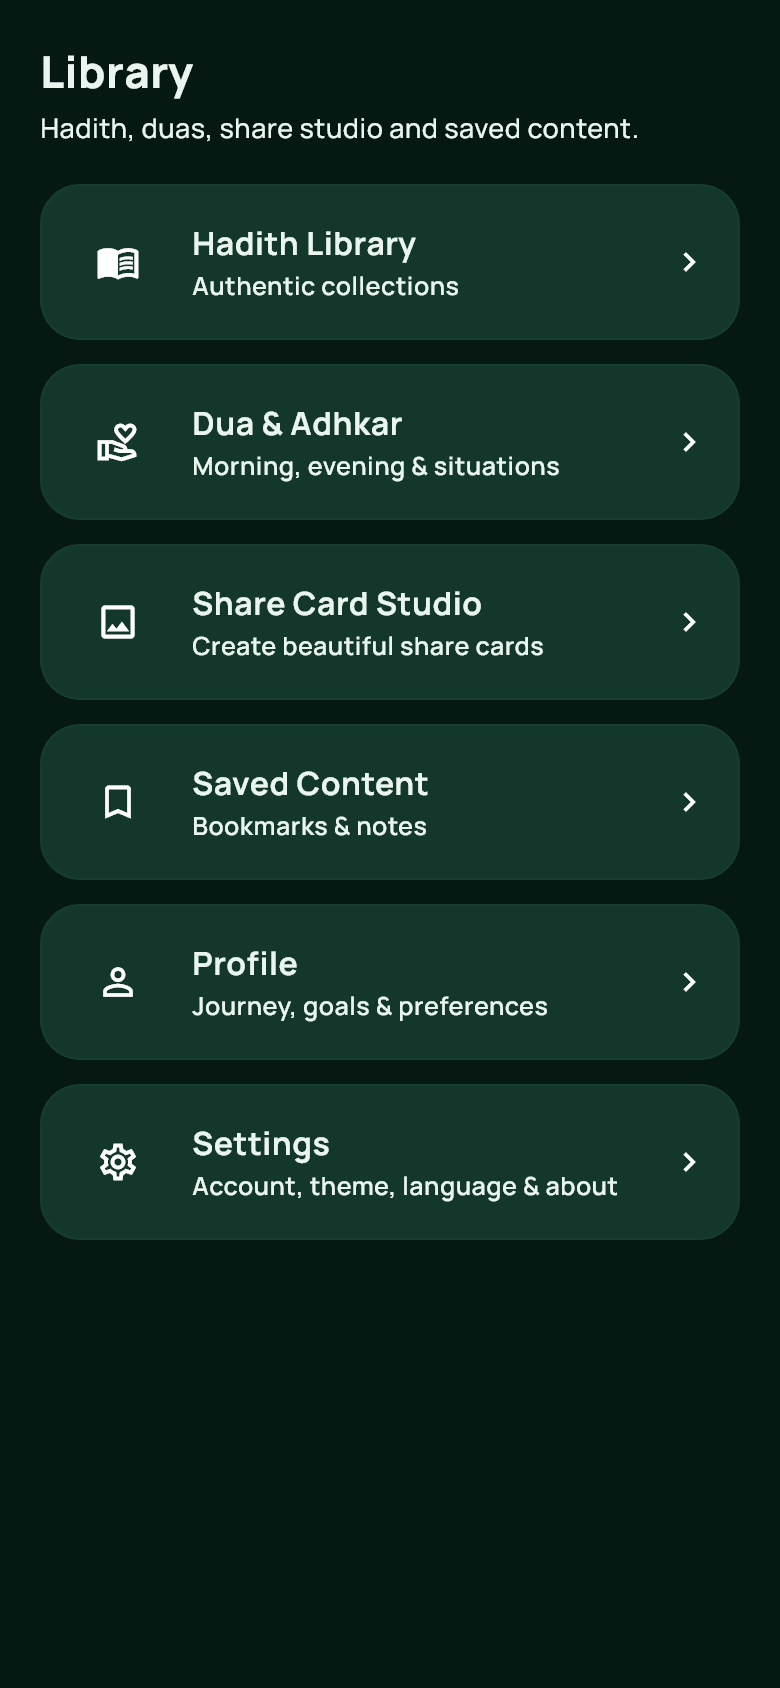 Library
Hadith, duas, share studio and saved content.
Hadith Library
Authentic collections
Dua & Adhkar
Morning, evening & situations
Share Card Studio
Create beautiful share cards
Saved Content
Bookmarks & notes
Profile
Journey, goals & preferences
Settings
Account, theme, language & about